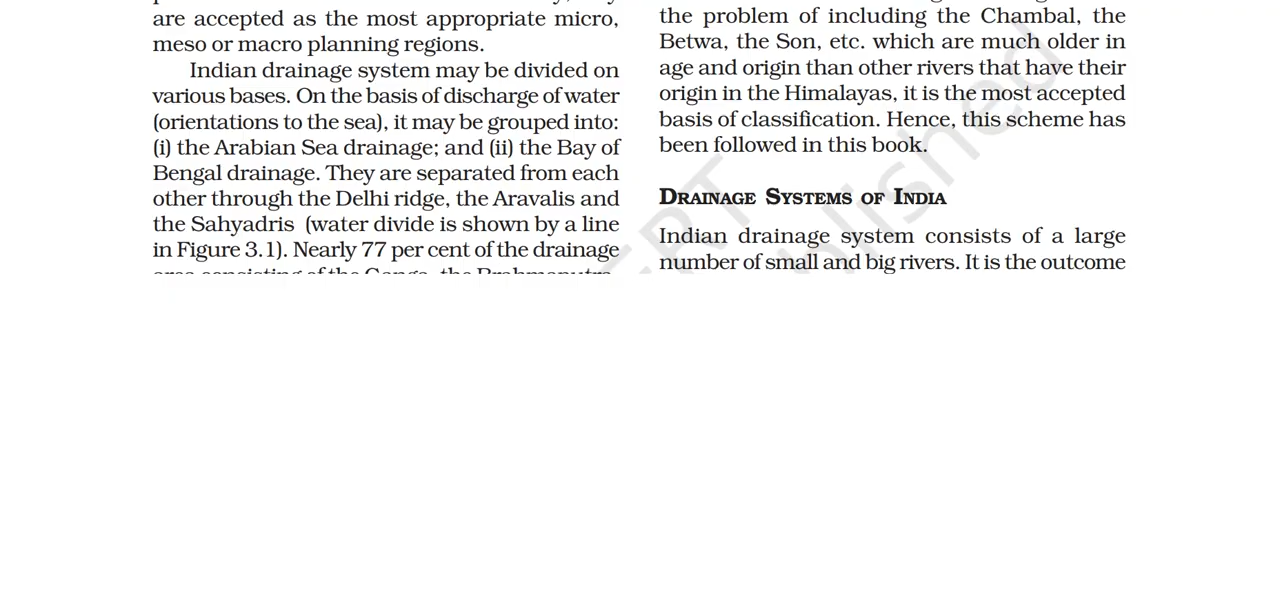 are accepted as the most appropriate micro,
meso or macro planning regions.
Indian drainage system may be divided on
various bases. On the basis of discharge of water
(orientations to the sea), it may be grouped into:
(i) the Arabian Sea drainage; and (ii) the Bay of
Bengal drainage. They are separated from each
other through the Delhi ridge, the Aravalis and
the Sahyadris (water divide is shown by a line
in Figure 3.1). Nearly 77 per cent of the drainage
area consisting of the Ganga, the Brahmaputra,
the problem of including the Chambal, the
Betwa, the Son, etc. which are much older in
age and origin than other rivers that have their
origin in the Himalayas, it is the most accepted
basis of classification. Hence, this scheme has
been followed in this book.
DRAINAGE SYSTEMS OF INDIA
Indian drainage system consists of a large
number of small and big rivers. It is the outcome